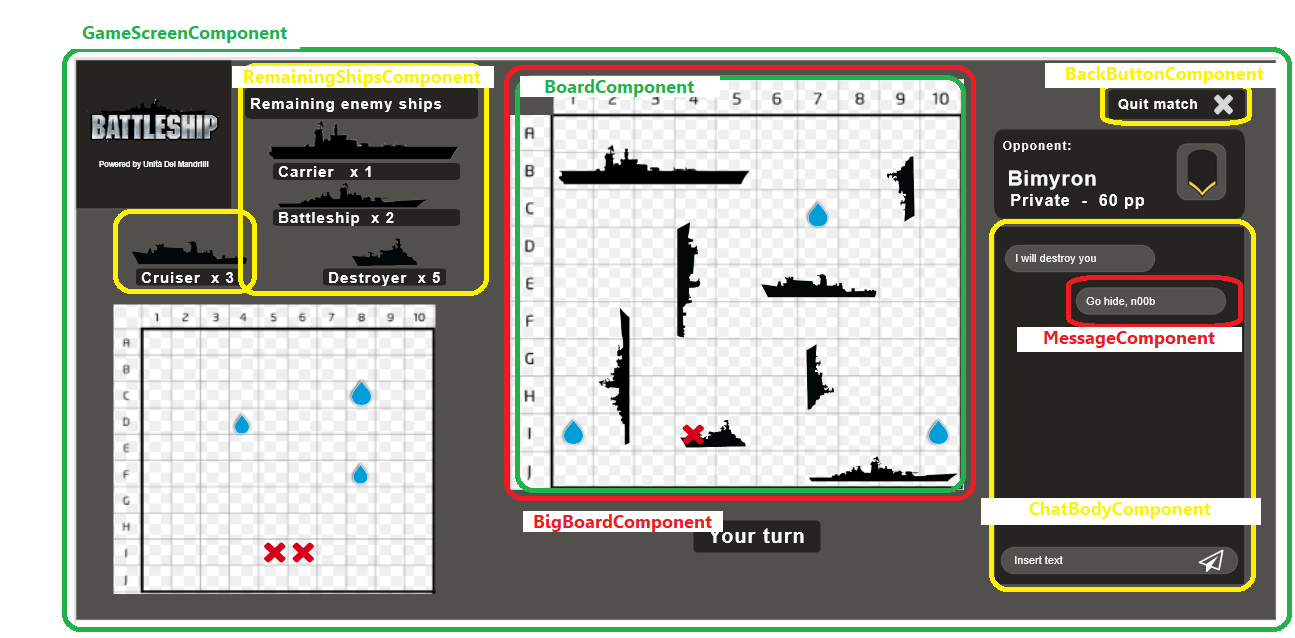 GameScreenComponent
RemainingShipsComponent
BoardComponent
BackButtonComponent
BATTLESHIP
Powered by Unità Dei Mandrilli
Remaining enemy ships
Carrier x 1
Battleship x 2
Cruiser x 3
Destroyer x 5
1 2 3 4 5 6 7 8 9 10
A
B
C
D
E
F
G
H
I
J
1 2 3 4 5 6 7 8 9 10
A
B
C
D
E
F
G
H
I
J
BigBoardComponent
Your turn
Quit match
Opponent:
Bimyron
Private - 60 pp
I will destroy you
Go hide, n00b
MessageComponent
ChatBodyComponent
Insert text